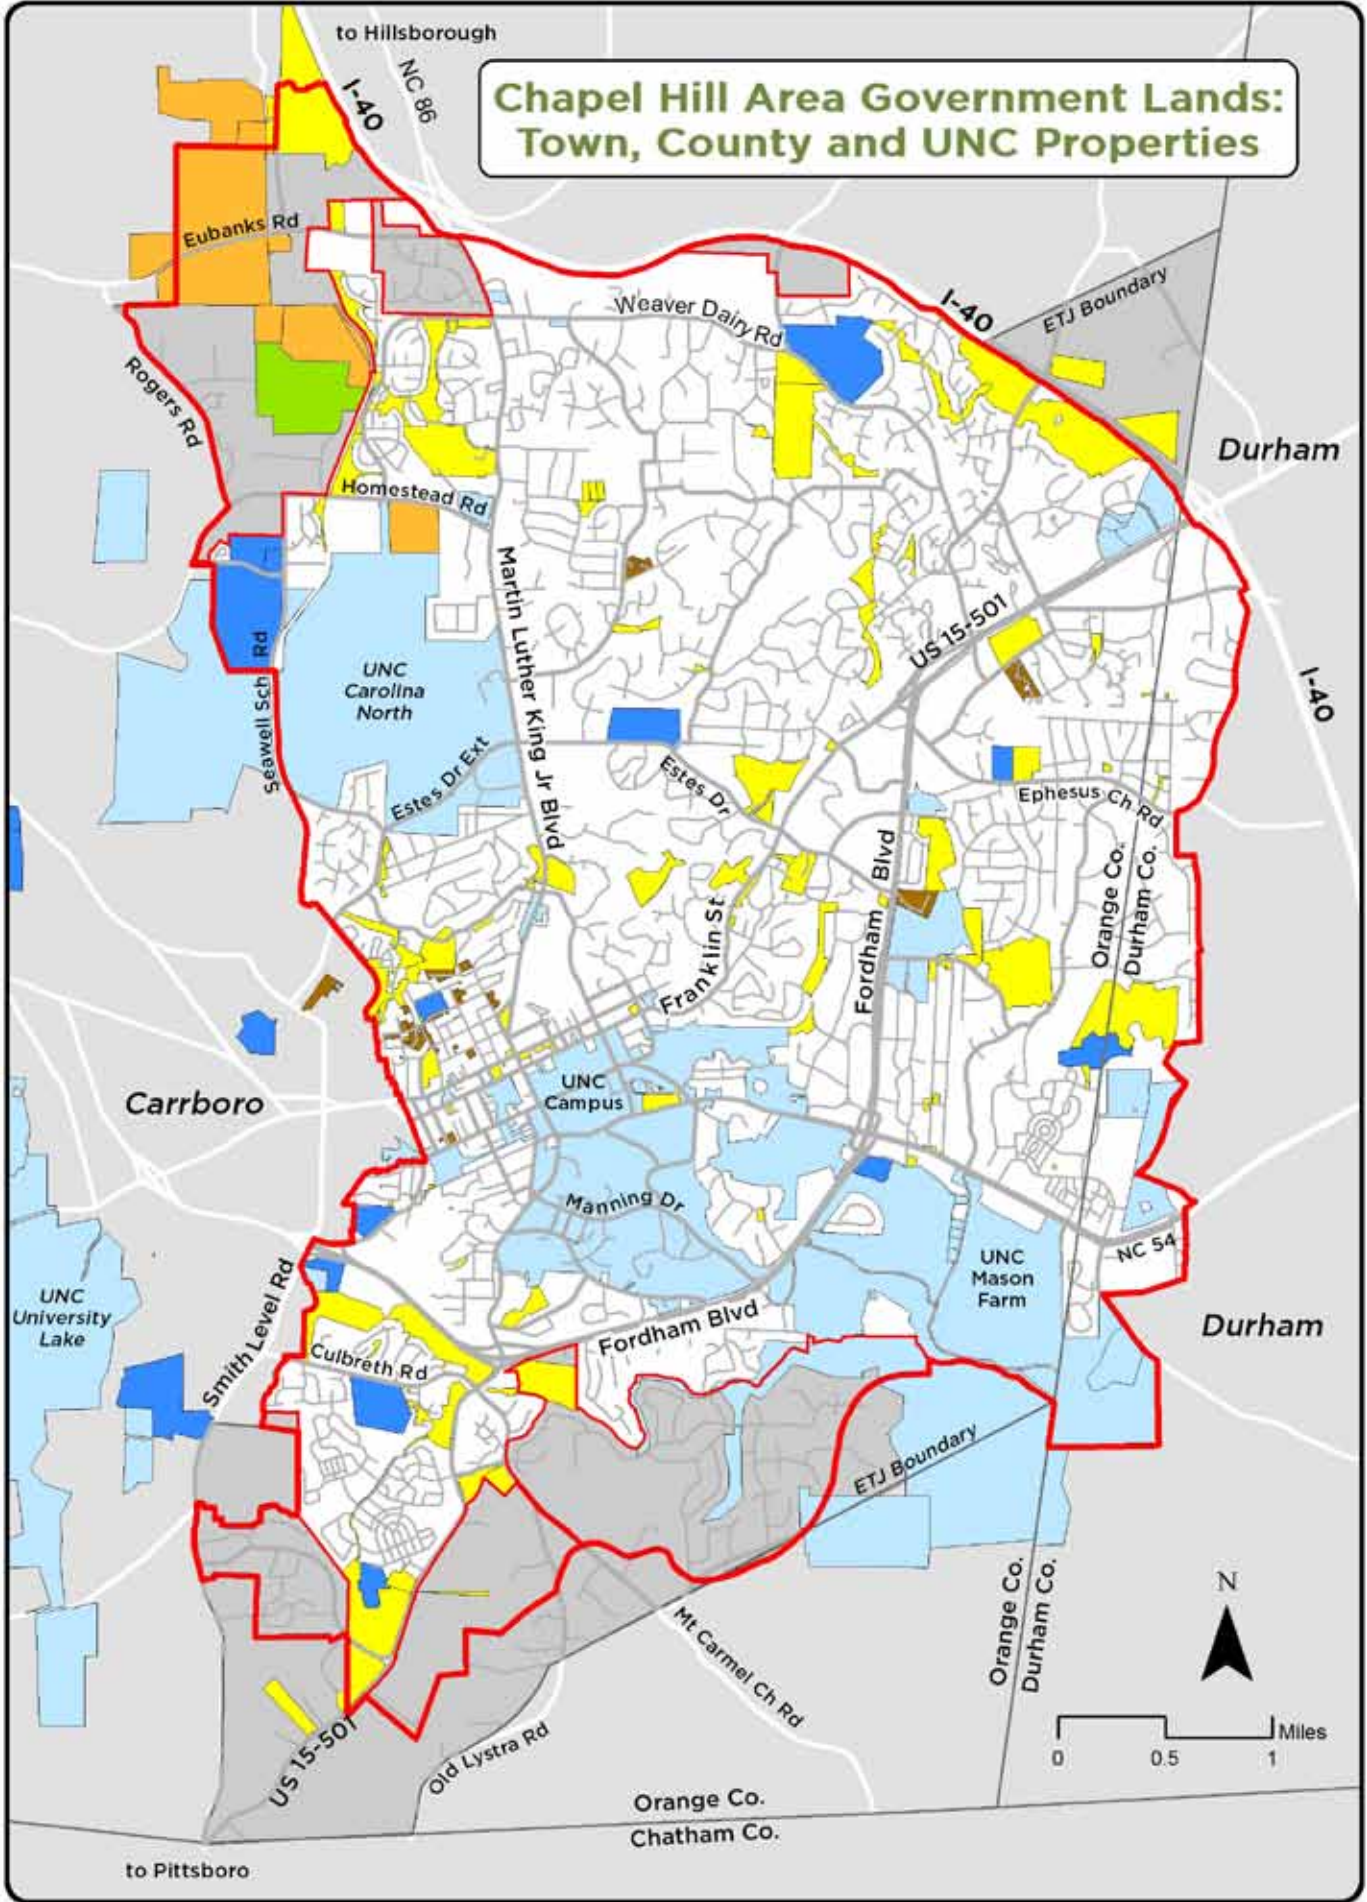 to Hillsborough
NC 86
I-40
Chapel Hill Area Government Lands:
Town, County and UNC Properties
Eubanks Rd
Weaver Dairy Rd
I-40
ETJ Boundary
Rogers Rd
Durham
Homestead Rd
Martin Luther King Jr Blvd
US 15-501
UNC
Carolina
North
Seawell Sch Rd
I-40
Estes Dr Ext
Estes Dr
Ephesus Ch Rd
Fordham Blvd
Orange Co.
Durham Co.
Franklin St
Carrboro
UNC
Campus
Manning Dr
NC 54
UNC
Mason
Farm
UNC
University
Lake
Smith Level Rd
Fordham Blvd
Durham
Culbreth Rd
ETJ Boundary
Orange Co.
Durham Co.
N
Mt Carmel Ch Rd
US 15-501
Old Lystra Rd
Miles
0 0.5 1
Orange Co.
Chatham Co.
to Pittsboro